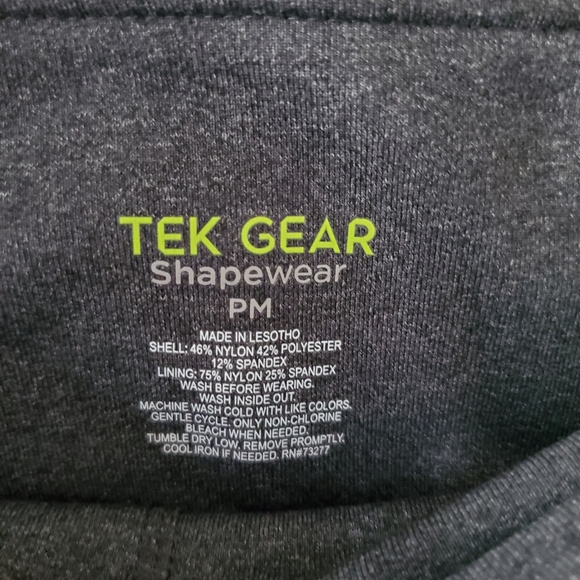 TEK GEAR
Shapewear
PM
MADE IN LESOTHO
SHELL: 46% NYLON 42% POLYESTER
12% SPANDEX
LINING: 75% NYLON 25% SPANDEX
WASH BEFORE WEARING.
WASH INSIDE OUT.
MACHINE WASH COLD WITH LIKE COLORS.
GENTLE CYCLE. ONLY NON-CHLORINE
BLEACH WHEN NEEDED.
TUMBLE DRY LOW. REMOVE PROMPTLY.
COOL IRON IF NEEDED. RN#73277